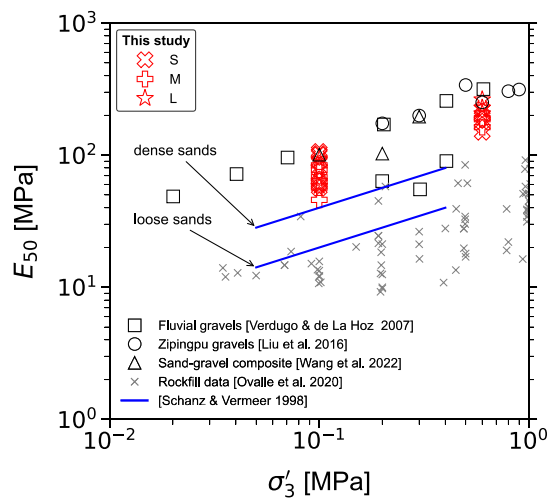 10³
This study
S
M
L
dense sands
10²
loose sands
E₅₀ [MPa]
10¹
Fluvial gravels [Verdugo & de La Hoz 2007]
Zipingpu gravels [Liu et al. 2016]
Sand-gravel composite [Wang et al. 2022]
Rockfill data [Ovalle et al. 2020]
[Schanz & Vermeer 1998]
10⁰
10⁻² 10⁻¹ 10⁰
σ′₃ [MPa]